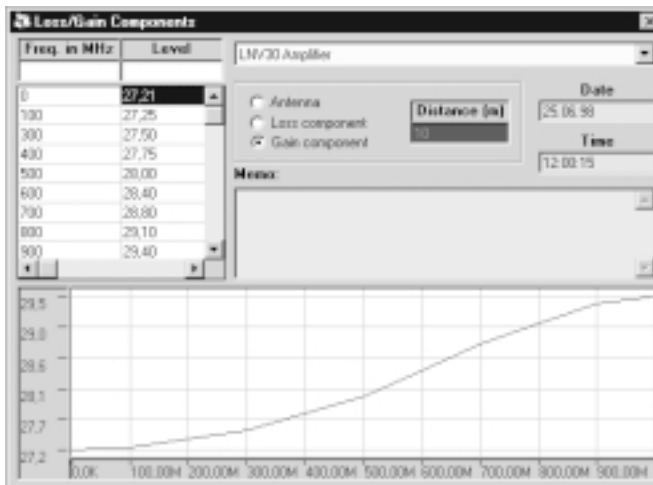 Loss/Gain Components
Freq. in MHz Level
LNV30 Amplifier
0 27,21
100 27,25
300 27,50
400 27,75
500 28,00
600 28,40
700 28,80
800 29,10
900 29,40
Antenna
Loss component
Gain component
Distance (m)
10
Date
25.06.98
Time
12:00:15
Memo:
29,5
29,0
28,6
28,1
27,7
27,2
0,0K 100,00M 200,00M 300,00M 400,00M 500,00M 600,00M 700,00M 800,00M 900,00M